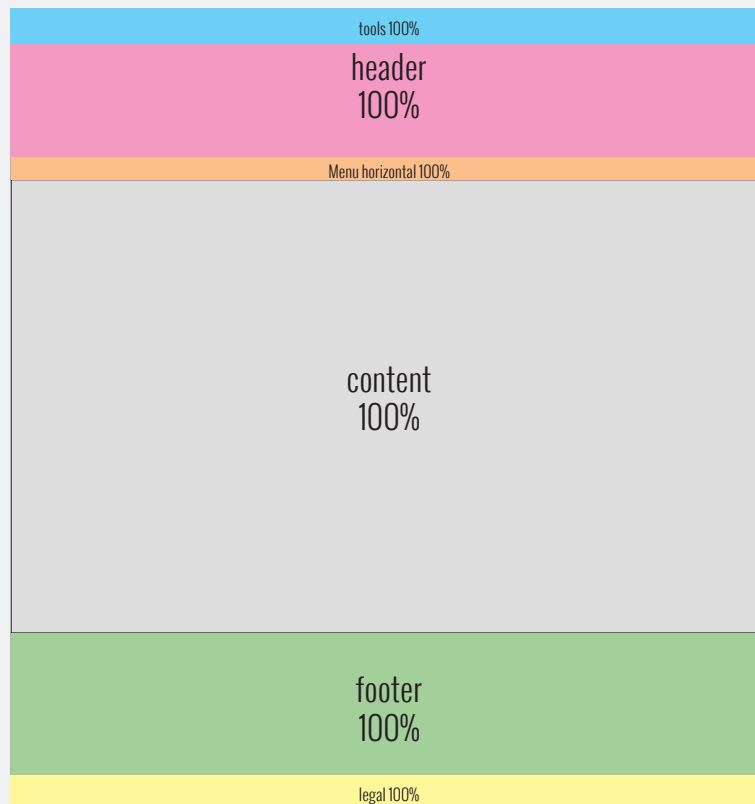 tools 100%
header
100%
Menu horizontal 100%
content
100%
footer
100%
legal 100%